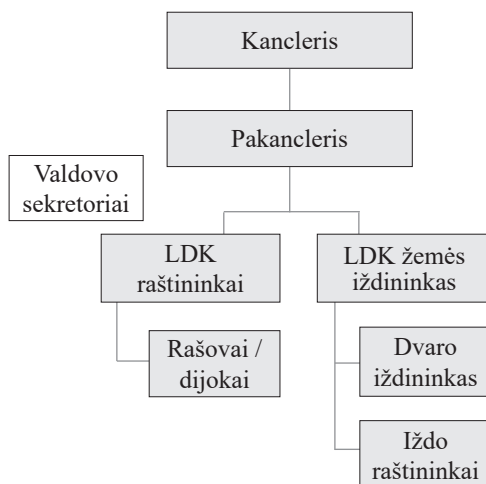 Kancleris
Pakancleris
Valdovo
sekretoriai
LDK
raštininkai
LDK žemės
iždininkas
Rašovai /
dijokai
Dvaro
iždininkas
Iždo
raštininkai